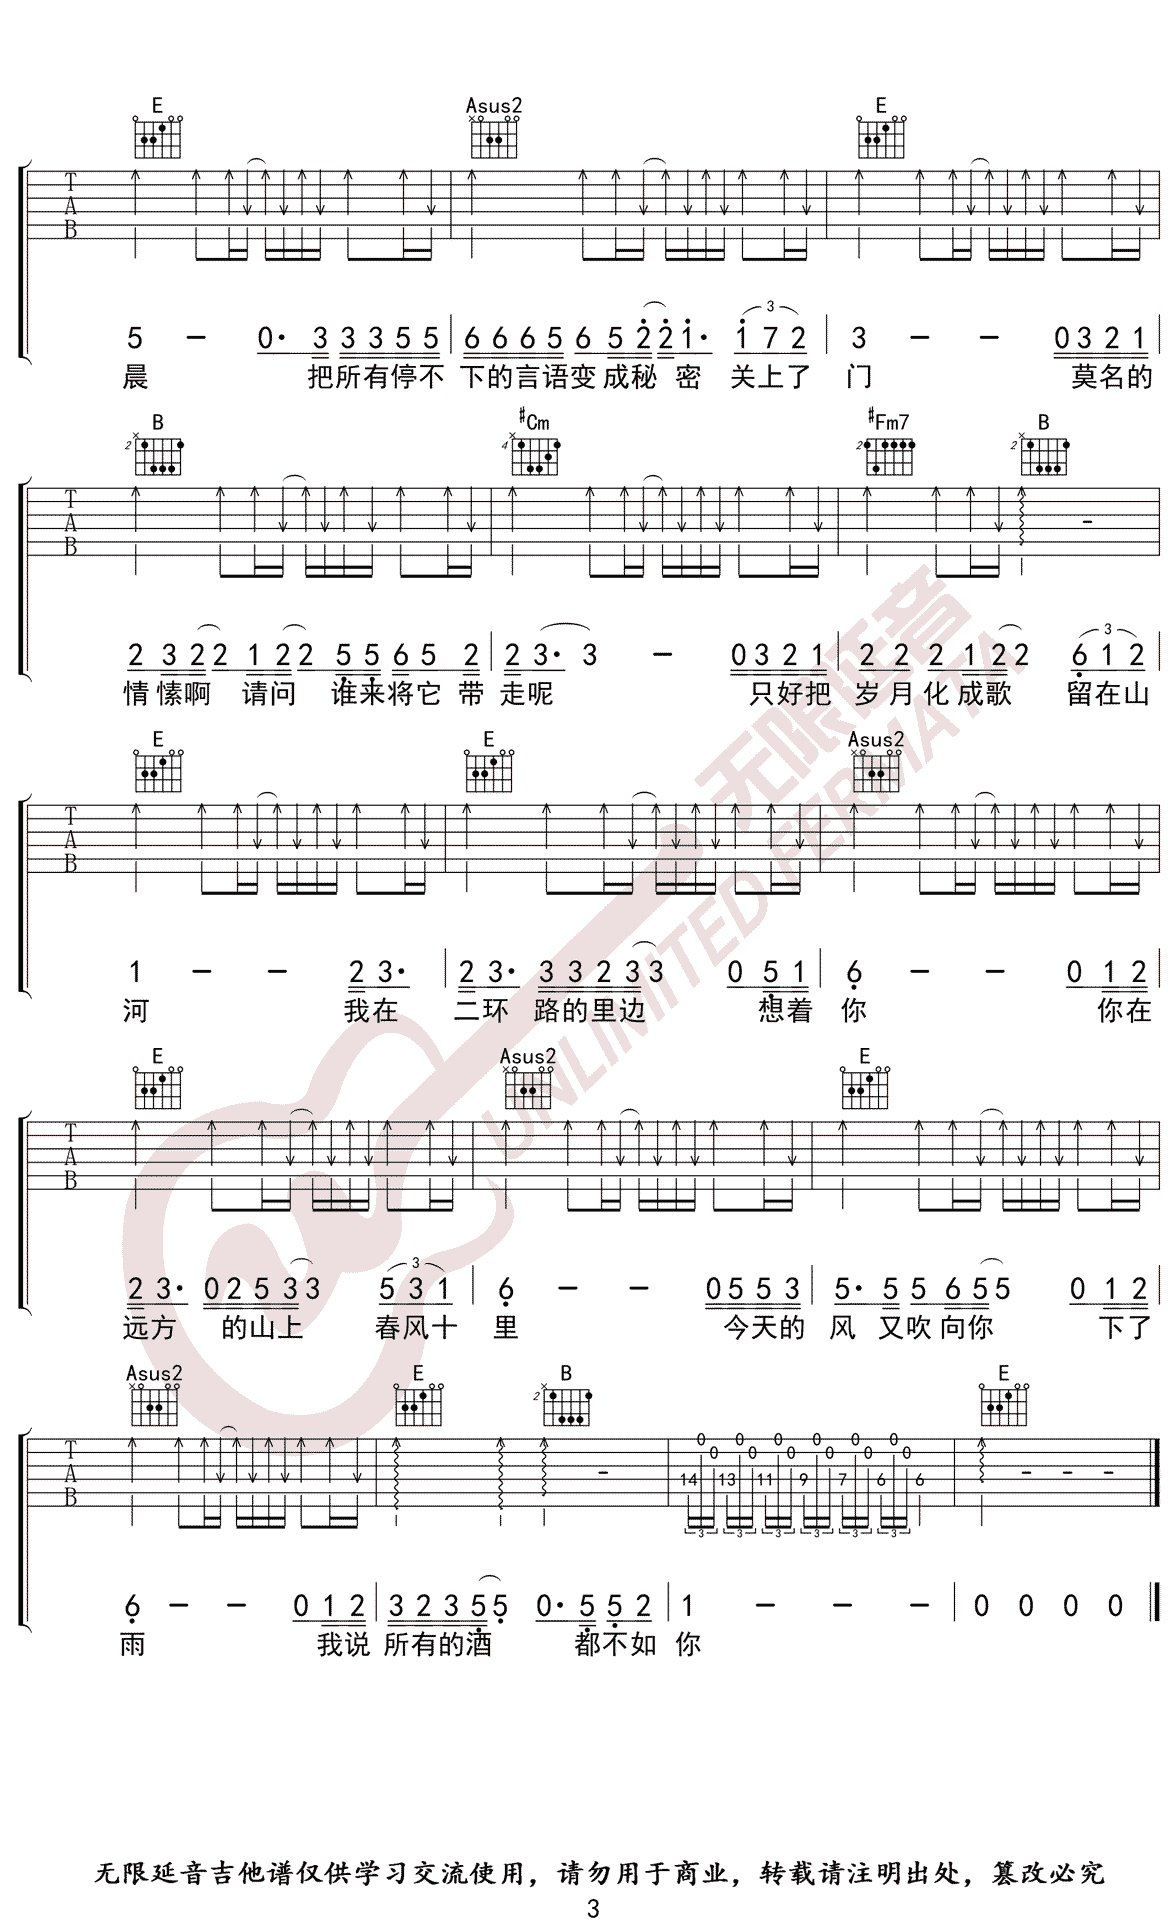 E Asus2 E
T A B
5 – 0· 3 3 3 5 5 6 6 6 5 6 5 2 2 1· 1 7 2 3 – – 0 3 2 1
晨 把所有停不 下的言语变 成秘 密 关上了 门 莫名的
B #Cm #Fm7 B
T A B
2 3 2 2 1 2 2 5 5 6 5 2 2 3· 3 – 0 3 2 1 2 2 2 1 2 2 6 1 2
情愫啊 请问 谁来将它 带 走呢 只好把 岁月化成歌 留在山
E E Asus2
T A B
1 – – 2 3· 2 3· 3 3 2 3 3 0 5 1 6 – – 0 1 2
河 我在 二环 路的里边 想着 你 你在
E Asus2 E
T A B
2 3· 0 2 5 3 3 5 3 1 6 – – 0 5 5 3 5· 5 5 6 5 5 0 1 2
远方 的山上 春风十 里 今天的 风 又吹向你 下了
Asus2 E B E
T A B
6 – – 0 1 2 3 2 3 5 5 0· 5 5 2 1 – – – 0 0 0 0
雨 我说 所有的酒 都不如 你
无限延音
UNLIMITED FERMATA
无限延音吉他谱仅供学习交流使用，请勿用于商业，转载请注明出处，篡改必究
3